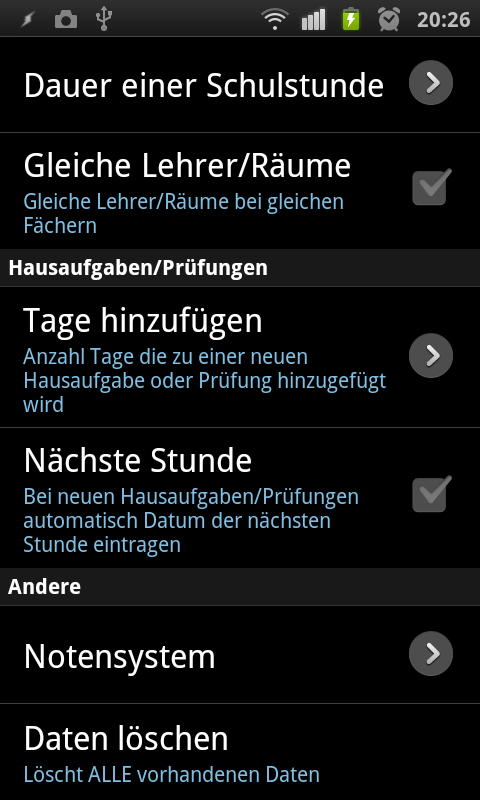 20:26
Dauer einer Schulstunde
Gleiche Lehrer/Räume
Gleiche Lehrer/Räume bei gleichen
Fächern
Hausaufgaben/Prüfungen
Tage hinzufügen
Anzahl Tage die zu einer neuen
Hausaufgabe oder Prüfung hinzugefügt
wird
Nächste Stunde
Bei neuen Hausaufgaben/Prüfungen
automatisch Datum der nächsten
Stunde eintragen
Andere
Notensystem
Daten löschen
Löscht ALLE vorhandenen Daten